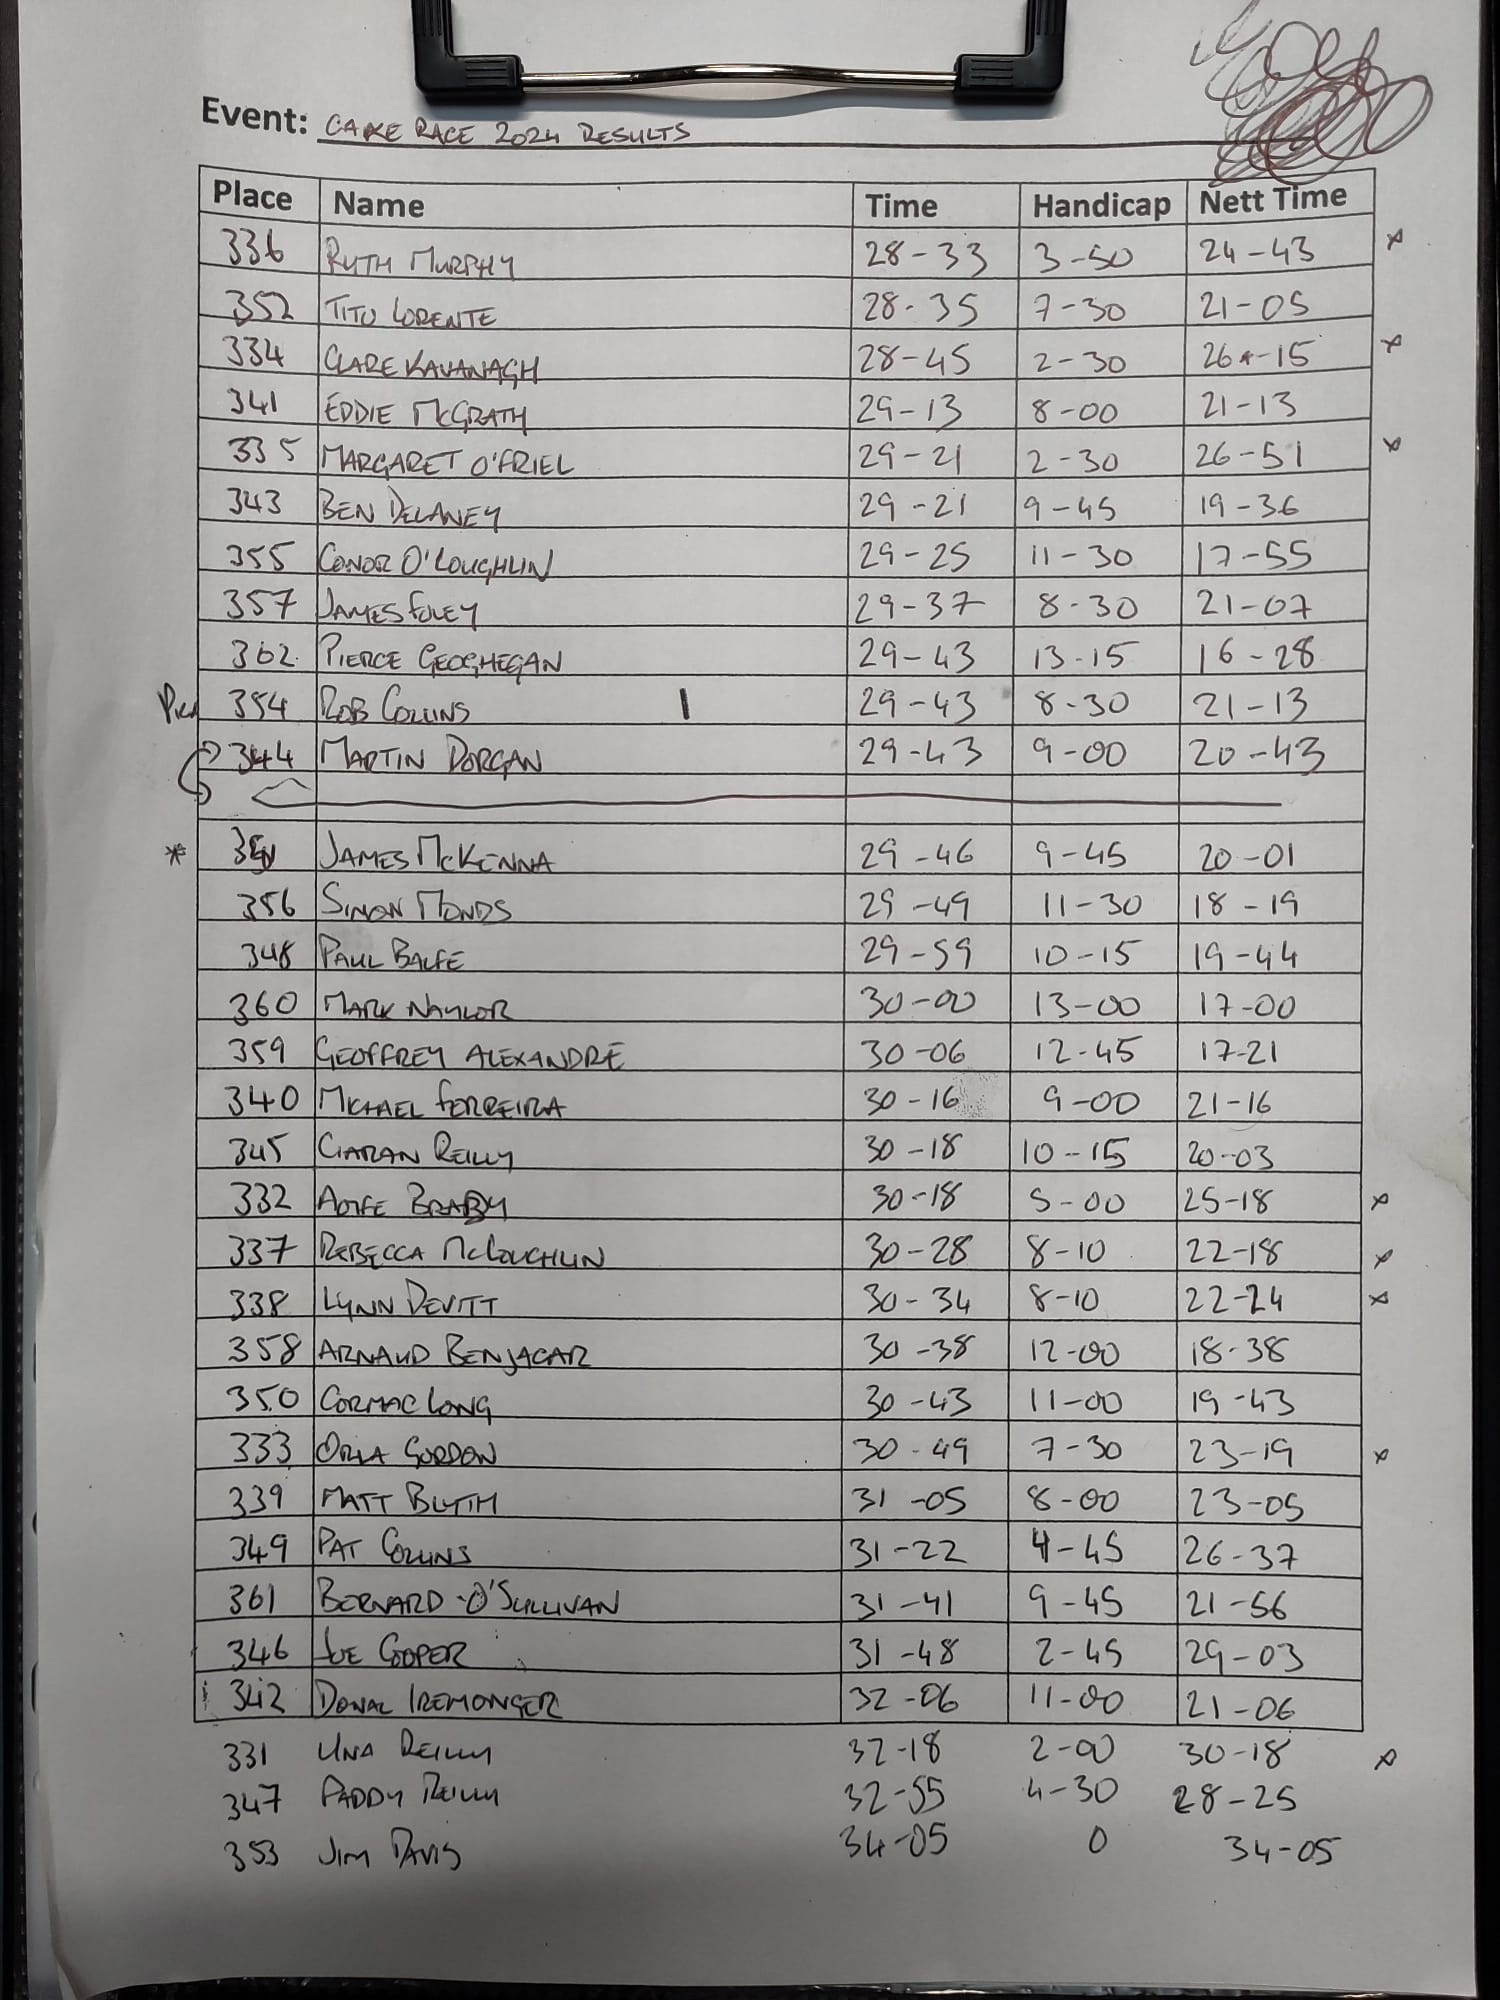 Event: CAKE RACE 2024 RESULTS
Place Name Time Handicap Nett Time
336 RUTH MURPHY 28-33 3-50 24-43 x
352 TITO LORENTE 28-35 7-30 21-05
334 CLARE KAVANAGH 28-45 2-30 26-15 x
341 EDDIE McGRATH 29-13 8-00 21-13
335 MARGARET O'FRIEL 29-21 2-30 26-51 x
343 BEN DELANEY 29-21 9-45 19-36
355 CONOR O'LOUGHLIN 29-25 11-30 17-55
357 JAMES FOLEY 29-37 8-30 21-07
362 PIERCE GEOGHEGAN 29-43 13-15 16-28
354 ROB COLLINS 29-43 8-30 21-13
344 MARTIN DORGAN 29-43 9-00 20-43
* JAMES McKENNA 29-46 9-45 20-01
356 SIMON MONDS 29-49 11-30 18-19
348 PAUL BALFE 29-59 10-15 19-44
360 MARK NAYLOR 30-00 13-00 17-00
359 GEOFFREY ALEXANDRE 30-06 12-45 17-21
340 MICHAEL FERREIRA 30-16 9-00 21-16
345 CIARAN REILLY 30-18 10-15 20-03
332 AOIFE BRADY 30-18 5-00 25-18 x
337 REBECCA McLOUGHLIN 30-28 8-10 22-18 x
338 LYNN DEVITT 30-34 8-10 22-24 x
358 ARNAUD BENJACAR 30-38 12-00 18-38
350 CORMAC LONG 30-43 11-00 19-43
333 ORLA GORDON 30-49 7-30 23-19 x
339 MATT BLYTH 31-05 8-00 23-05
349 PAT COLLINS 31-22 4-45 26-37
361 BERNARD O'SULLIVAN 31-41 9-45 21-56
346 JOE COOPER 31-48 2-45 29-03
342 DONAL IREMONGER 32-06 11-00 21-06
331 UNA REILLY 32-18 2-00 30-18 x
347 PADDY REILLY 32-55 4-30 28-25
353 JIM DAVIS 34-05 0 34-05